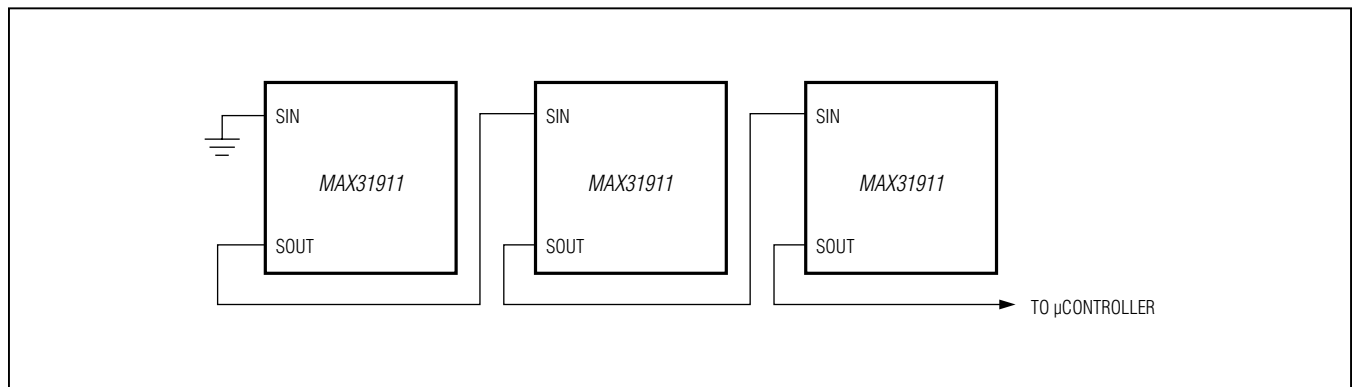 SIN
MAX31911
SOUT
SIN
MAX31911
SOUT
SIN
MAX31911
SOUT
TO µCONTROLLER